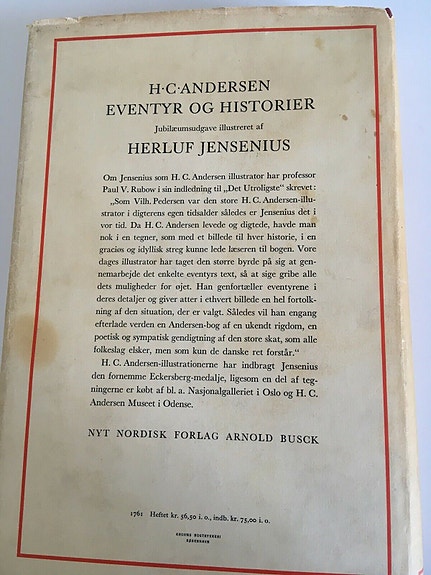 H·C·ANDERSEN
EVENTYR OG HISTORIER
Jubilæumsudgave illustreret af
HERLUF JENSENIUS
Om Jensenius som H. C. Andersen illustrator har professor
Paul V. Rubow i sin indledning til „Det Utroligste“ skrevet:
„Som Vilh. Pedersen var den store H. C. Andersen-illu-
strator i digterens egen tidsalder således er Jensenius det i
vor tid. Da H. C. Andersen levede og digtede, havde man
nok i en tegner, som med et billede til hver historie, i en
graciøs og idyllisk streg kunne lede læseren til bogen. Vore
dages illustrator har taget den større byrde på sig at gen-
nemarbejde det enkelte eventyrs text, så at sige gribe alle
dets muligheder for øjet. Han genfortæller eventyrene i
deres detaljer og giver atter i ethvert billede en hel fortolk-
ning af den situation, der er valgt. Således vil han engang
efterlade verden en Andersen-bog af en ukendt rigdom, en
poetisk og sympatisk gendigtning af den store skat, som alle
folkeslag elsker, men som kun de danske ret forstår.“
H. C. Andersen-illustrationerne har indbragt Jensenius
den fornemme Eckersberg-medalje, ligesom en del af teg-
ningerne er købt af bl. a. Nasjonalgalleriet i Oslo og H. C.
Andersen Museet i Odense.
NYT NORDISK FORLAG ARNOLD BUSCK
1761 Heftet kr. 56,50 i. o., indb. kr. 75,00 i. o.
KØBENHAVN